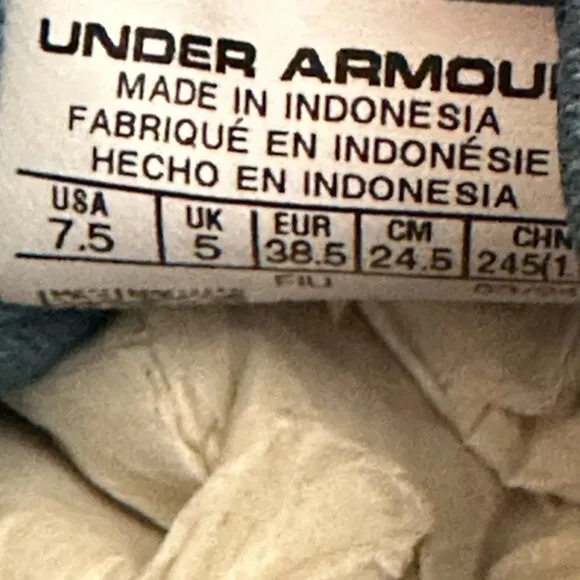 UNDER ARMOU
MADE IN INDONESIA
FABRIQUÉ EN INDONÉSIE
HECHO EN INDONESIA
USA UK EUR CM CHN
7.5 5 38.5 24.5 245(1